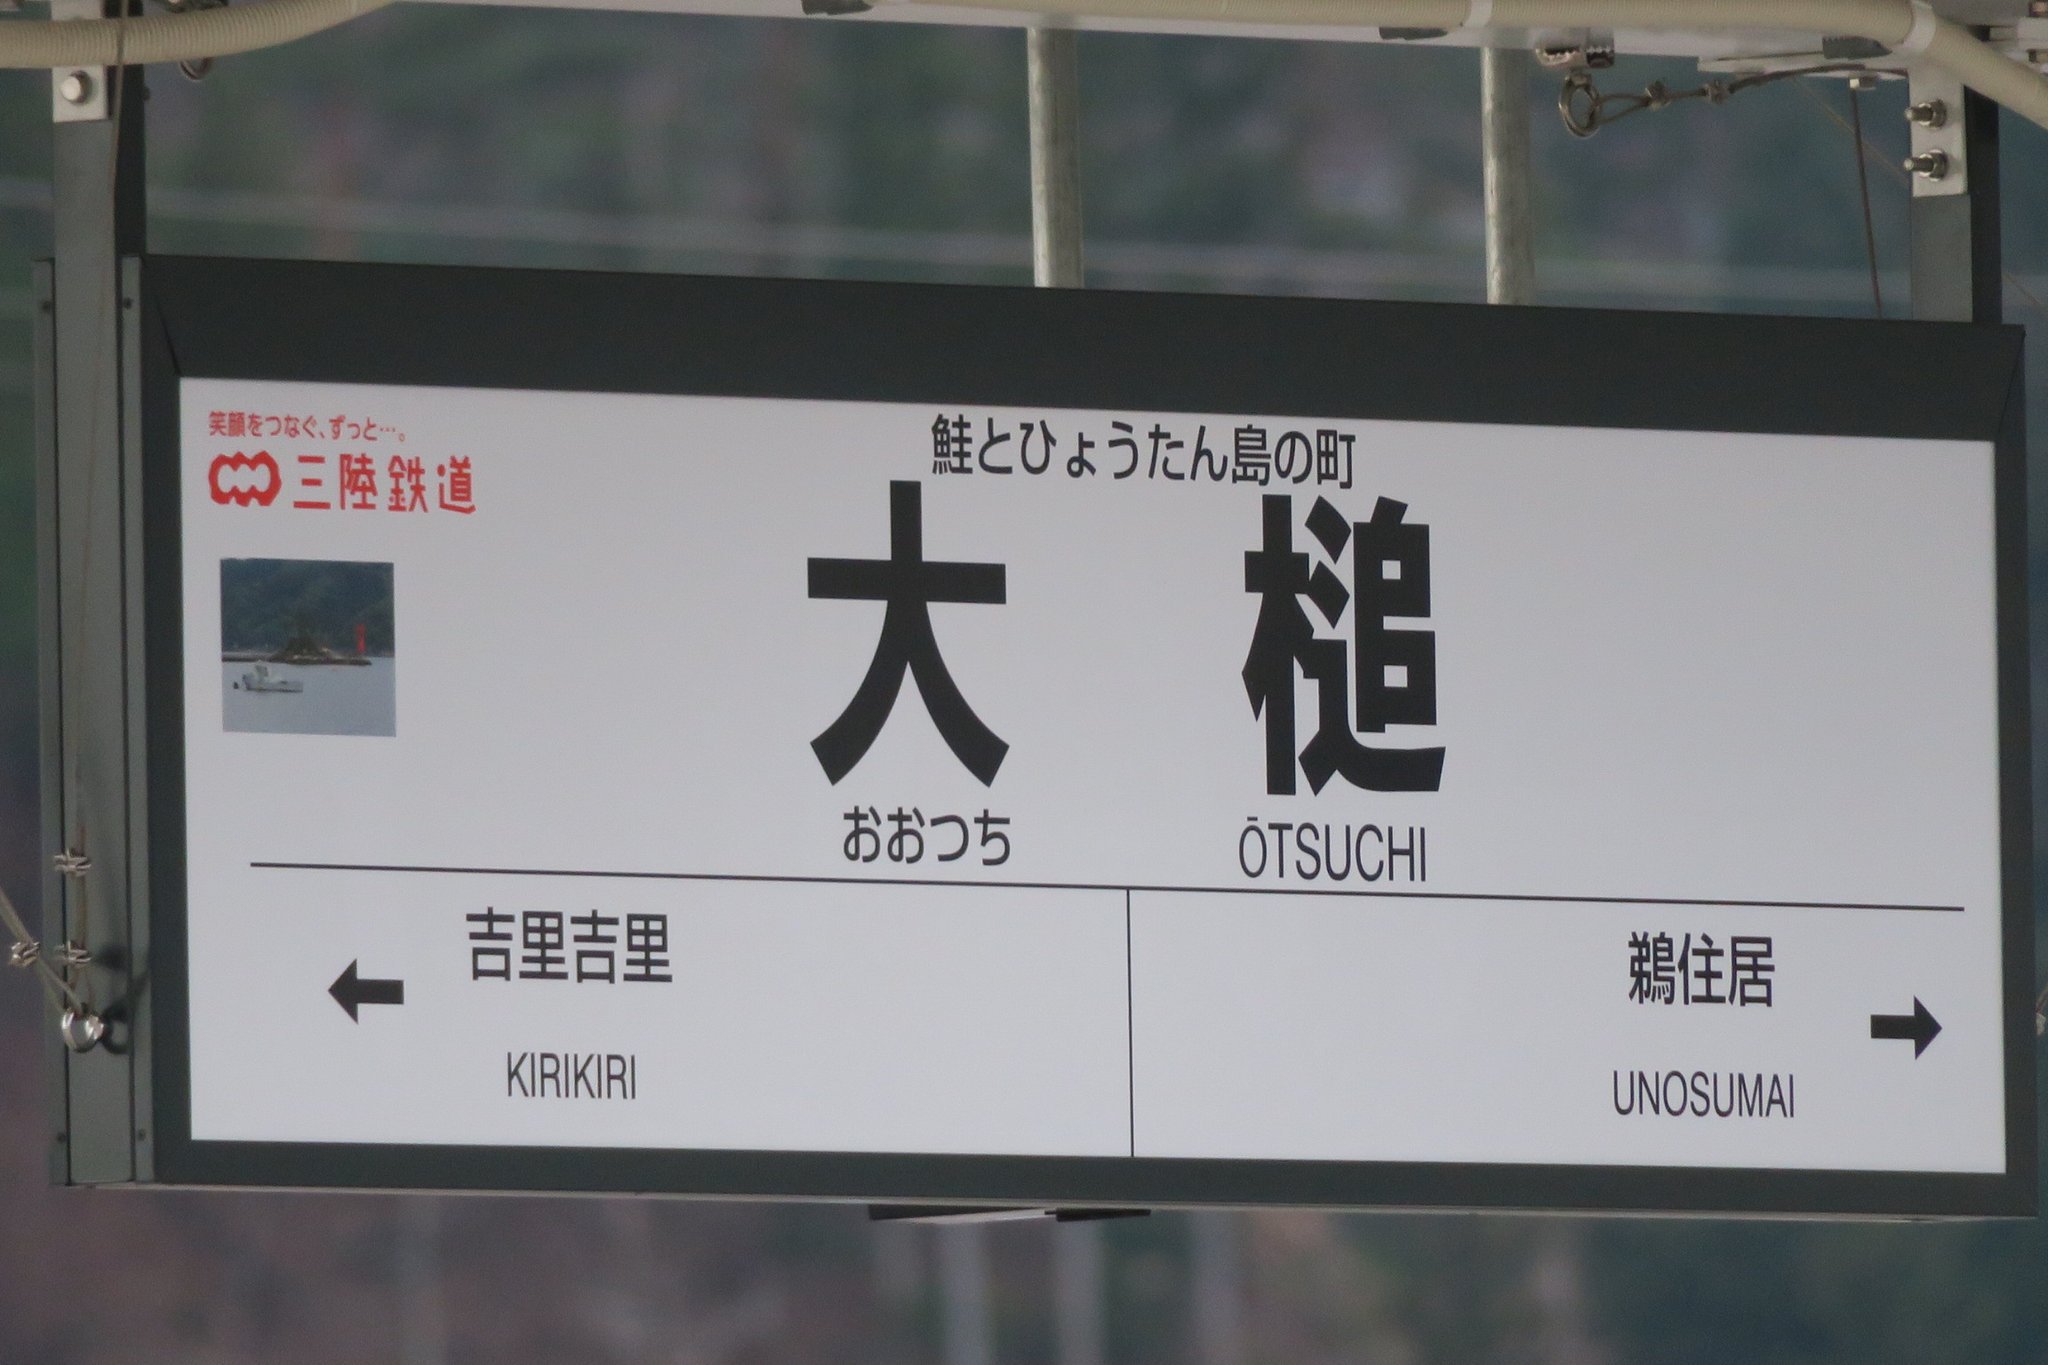 笑顔をつなぐ、ずっと…。
三陸鉄道
鮭とひょうたん島の町
大槌
おおつち ŌTSUCHI
吉里吉里
KIRIKIRI
鵜住居
UNOSUMAI